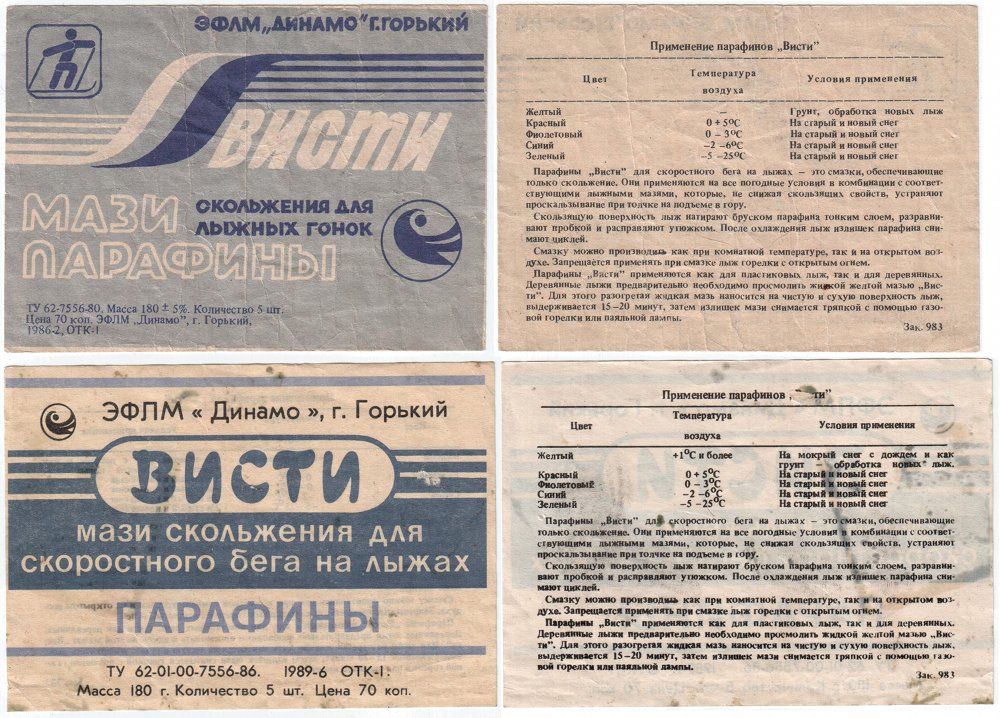 ЭФЛМ „ДИНАМО" Г. ГОРЬКИЙ
ВИСТИ
МАЗИ
ПАРАФИНЫ
СКОЛЬЖЕНИЯ ДЛЯ
ЛЫЖНЫХ ГОНОК
ТУ 62-7556-80. Масса 180 ± 5%. Количество 5 шт.
Цена 70 коп. ЭФЛМ „Динамо", г. Горький,
1986-2, ОТК-1
Применение парафинов „Висти"
Цвет Температура воздуха Условия применения
Желтый — Грунт, обработка новых лыж
Красный 0 + 5°С На старый и новый снег
Фиолетовый 0 – 3°С На старый и новый снег
Синий –2 –6°С На старый и новый снег
Зеленый –5 –25°С На старый и новый снег
Парафины „Висти" для скоростного бега на лыжах – это смазки, обеспечивающие
только скольжение. Они применяются на все погодные условия в комбинации с соответ-
ствующими лыжными мазями, которые, не снижая скользящих свойств, устраняют
проскальзывание при толчке на подъеме в гору.
Скользящую поверхность лыж натирают бруском парафина тонким слоем, разравни-
вают пробкой и расправляют утюжком. После охлаждения лыж излишек парафина сни-
мают циклей.
Смазку можно производить как при комнатной температуре, так и на открытом воз-
духе. Запрещается применять при смазке лыж горелки с открытым огнем.
Парафины „Висти" применяются как для пластиковых лыж, так и для деревянных.
Деревянные лыжи предварительно необходимо просмолить жидкой желтой мазью „Вис-
ти". Для этого разогретая жидкая мазь наносится на чистую и сухую поверхность лыж,
выдерживается 15–20 минут, затем излишек мази снимается тряпкой с помощью газо-
вой горелки или паяльной лампы.
Зак. 983
ЭФЛМ « Динамо », г. Горький
ВИСТИ
мази скольжения для
скоростного бега на лыжах
ПАРАФИНЫ
ТУ 62-01-00-7556-86. 1989-6 ОТК-1.
Масса 180 г. Количество 5 шт. Цена 70 коп.
Применение парафинов „ ти"
Цвет Температура воздуха Условия применения
Желтый +1°С и более На мокрый снег с дождем и как
грунт – обработка новых лыж.
Красный 0 + 5°С На старый и новый снег
Фиолетовый 0 – 3°С На старый и новый снег
Синий –2 –6°С На старый и новый снег
Зеленый –5 –25°С На старый и новый снег
Парафины „Висти" для скоростного бега на лыжах – это смазки, обеспечивающие
только скольжение. Они применяются на все погодные условия в комбинации с соответ-
ствующими лыжными мазями, которые, не снижая скользящих свойств, устраняют
проскальзывание при толчке на подъеме в гору.
Скользящую поверхность лыж натирают бруском парафина тонким слоем, разравни-
вают пробкой и расправляют утюжком. После охлаждения лыж излишек парафина сни-
мают циклей.
Смазку можно производить как при комнатной температуре, так и на открытом воз-
духе. Запрещается применять при смазке лыж горелки с открытым огнем.
Парафины „Висти" применяются как для пластиковых лыж, так и для деревянных.
Деревянные лыжи предварительно необходимо просмолить жидкой желтой мазью „Вис-
ти". Для этого разогретая жидкая мазь наносится на чистую и сухую поверхность лыж,
выдерживается 15–20 минут, затем излишек мази снимается тряпкой с помощью газо-
вой горелки или паяльной лампы.
Зак. 983